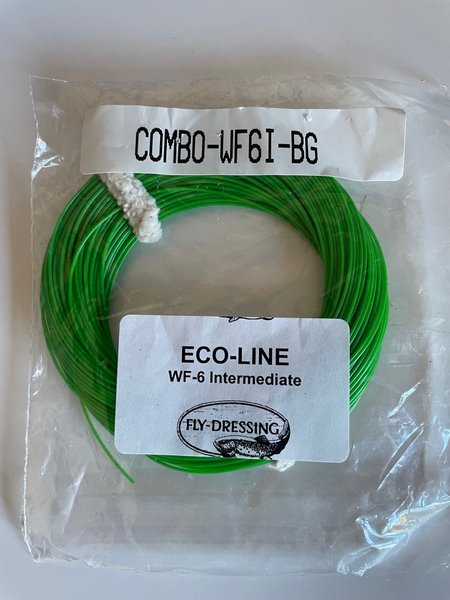 COMBO-WF6I-BG
ECO-LINE
WF-6 Intermediate
FLY-DRESSING